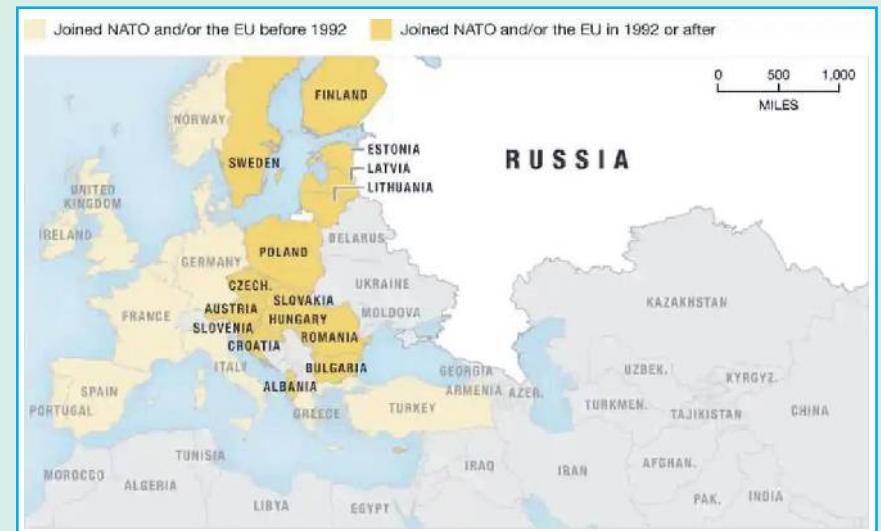 Joined NATO and/or the EU before 1992
Joined NATO and/or the EU in 1992 or after
0 500 1,000
MILES
FINLAND
NORWAY
SWEDEN
ESTONIA
LATVIA
LITHUANIA
RUSSIA
UNITED
KINGDOM
IRELAND
BELARUS
POLAND
GERMANY
CZECH.
UKRAINE
SLOVAKIA
KAZAKHSTAN
AUSTRIA
FRANCE
HUNGARY
MOLDOVA
SLOVENIA
ROMANIA
CROATIA
ITALY
BULGARIA
GEORGIA
UZBEK.
KYRGYZ.
ALBANIA
ARMENIA
AZER.
SPAIN
PORTUGAL
GREECE
TURKEY
TURKMEN.
TAJIKISTAN
CHINA
TUNISIA
MOROCCO
ALGERIA
IRAQ
IRAN
AFGHAN.
LIBYA
EGYPT
PAK.
INDIA